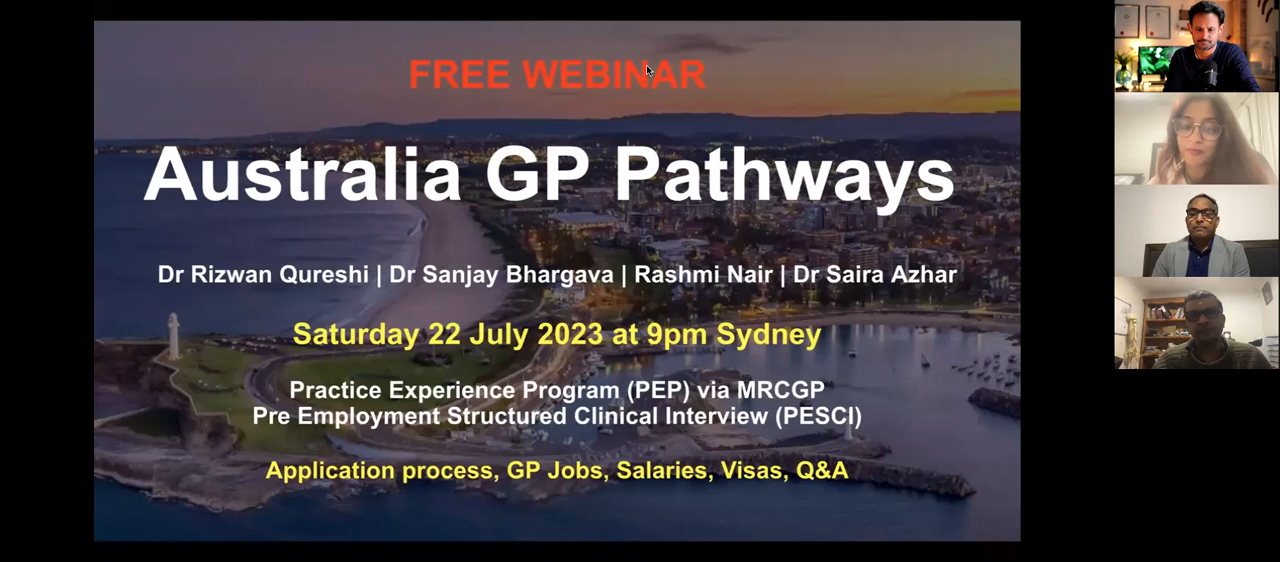 FREE WEBINAR
Australia GP Pathways
Dr Rizwan Qureshi | Dr Sanjay Bhargava | Rashmi Nair | Dr Saira Azhar
Saturday 22 July 2023 at 9pm Sydney
Practice Experience Program (PEP) via MRCGP
Pre Employment Structured Clinical Interview (PESCI)
Application process, GP Jobs, Salaries, Visas, Q&A